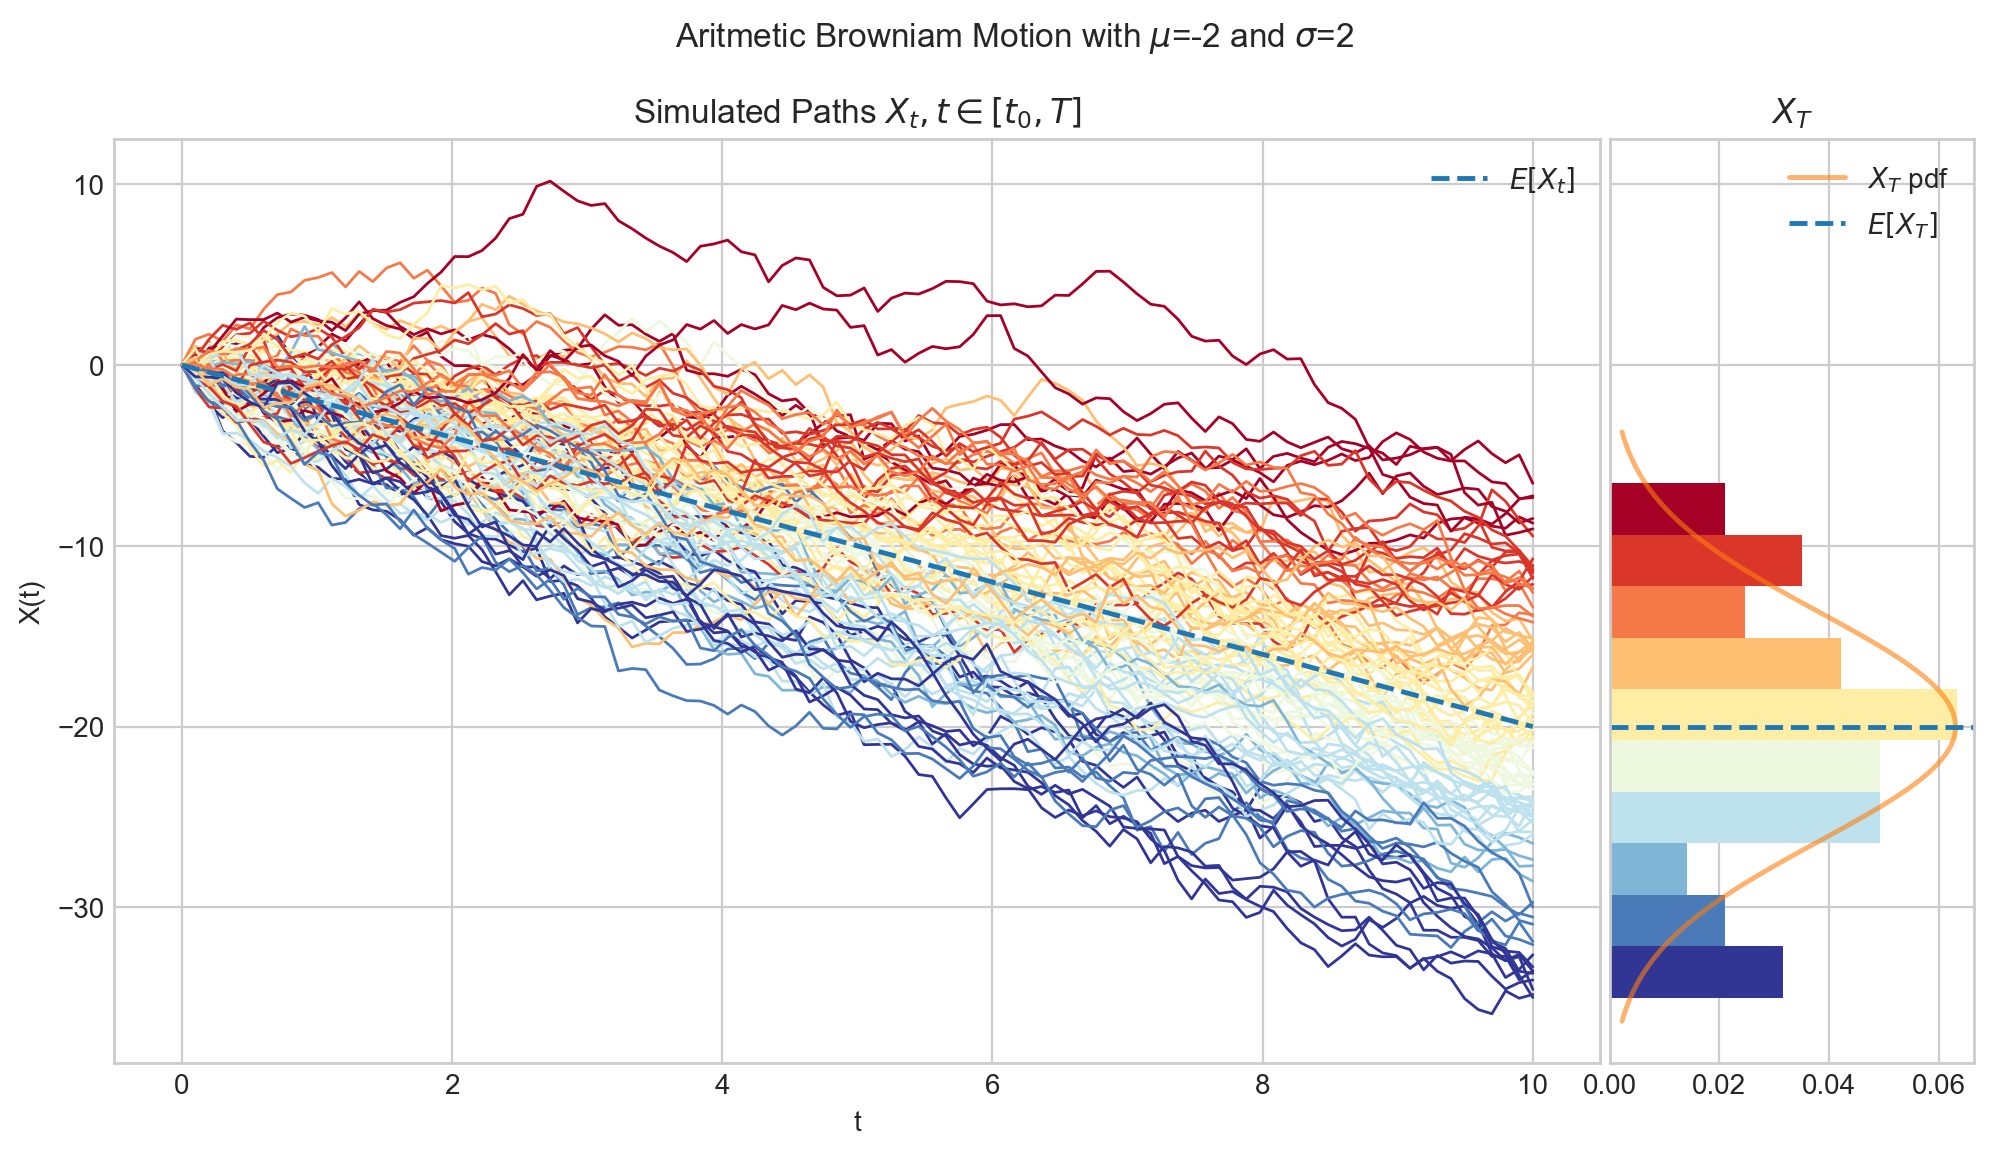 Aritmetic Browniam Motion with μ=-2 and σ=2
Simulated Paths X_t, t ∈ [t_0, T]
X_T
E[X_t]
X_T pdf
E[X_T]
10
0
−10
−20
−30
X(t)
0 2 4 6 8 10
t
0.00 0.02 0.04 0.06